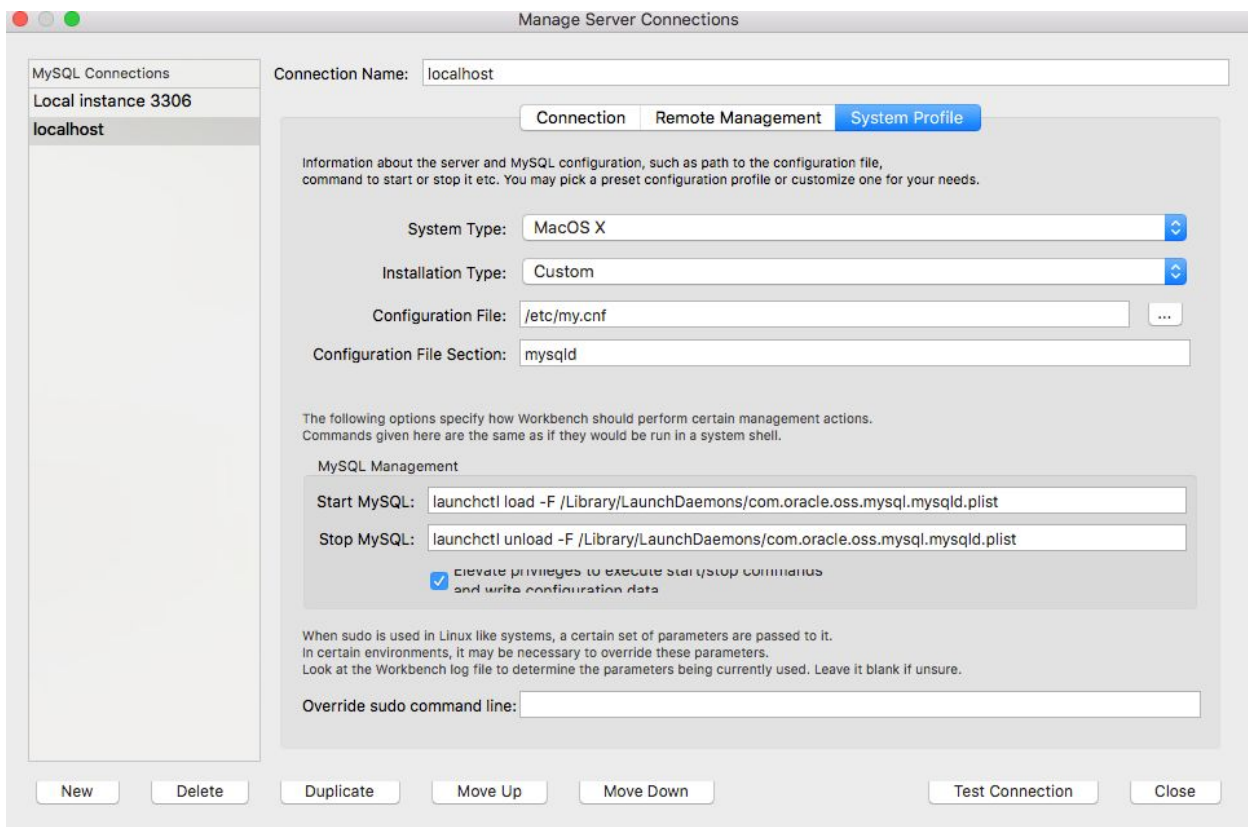 Manage Server Connections
MySQL Connections
Local instance 3306
localhost
Connection Name: localhost
Connection Remote Management System Profile
Information about the server and MySQL configuration, such as path to the configuration file,
command to start or stop it etc. You may pick a preset configuration profile or customize one for your needs.
System Type: MacOS X
Installation Type: Custom
Configuration File: /etc/my.cnf ...
Configuration File Section: mysqld
The following options specify how Workbench should perform certain management actions.
Commands given here are the same as if they would be run in a system shell.
MySQL Management
Start MySQL: launchctl load -F /Library/LaunchDaemons/com.oracle.oss.mysql.mysqld.plist
Stop MySQL: launchctl unload -F /Library/LaunchDaemons/com.oracle.oss.mysql.mysqld.plist
Elevate privileges to execute start/stop commands
and write configuration data
When sudo is used in Linux like systems, a certain set of parameters are passed to it.
In certain environments, it may be necessary to override these parameters.
Look at the Workbench log file to determine the parameters being currently used. Leave it blank if unsure.
Override sudo command line:
New Delete Duplicate Move Up Move Down Test Connection Close